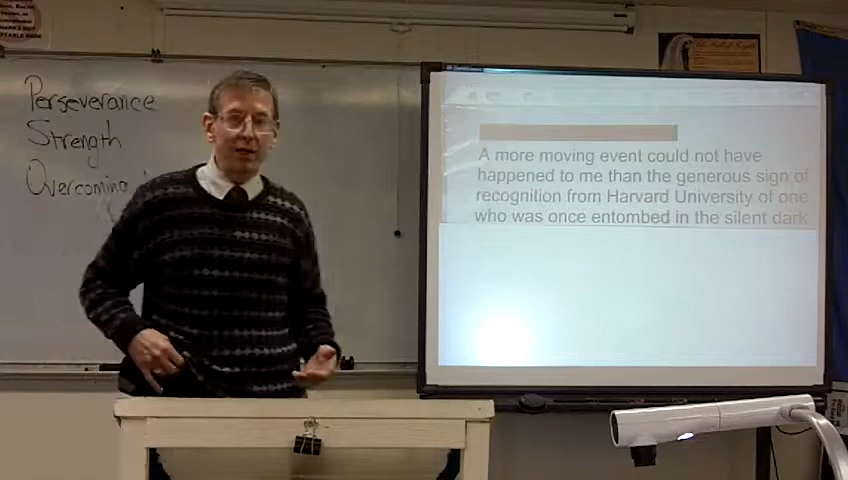 Perseverance
Strength
Overcoming
A more moving event could not have
happened to me than the generous sign of
recognition from Harvard University of one
who was once entombed in the silent dark